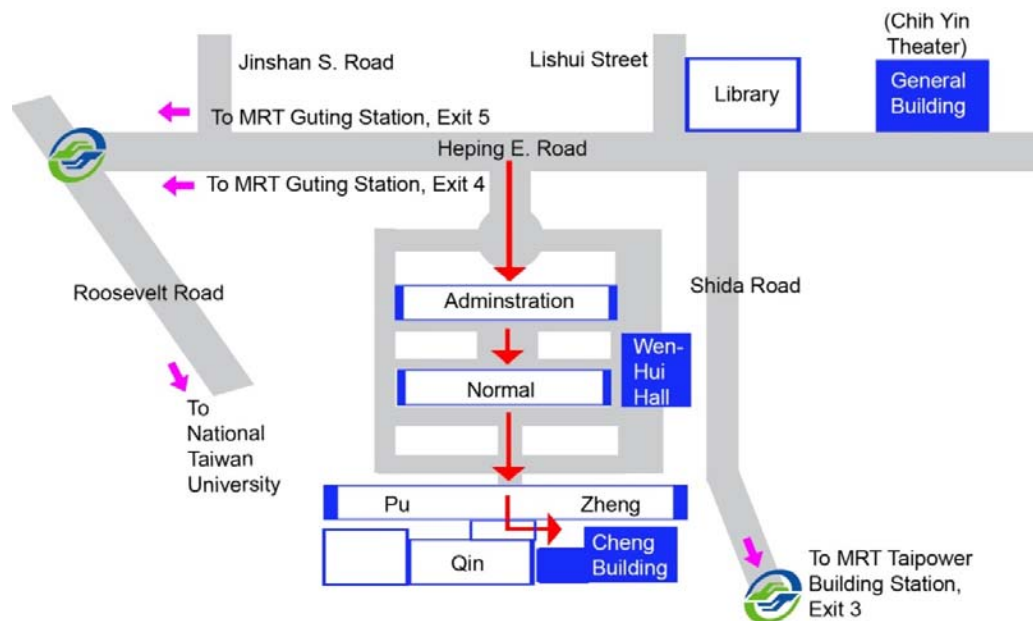 (Chih Yin
Theater)
Jinshan S. Road
Lishui Street
Library
General
Building
To MRT Guting Station, Exit 5
Heping E. Road
To MRT Guting Station, Exit 4
Roosevelt Road
Shida Road
Adminstration
Wen-
Hui
Hall
Normal
To
National
Taiwan
University
Pu
Zheng
Qin
Cheng
Building
To MRT Taipower
Building Station,
Exit 3